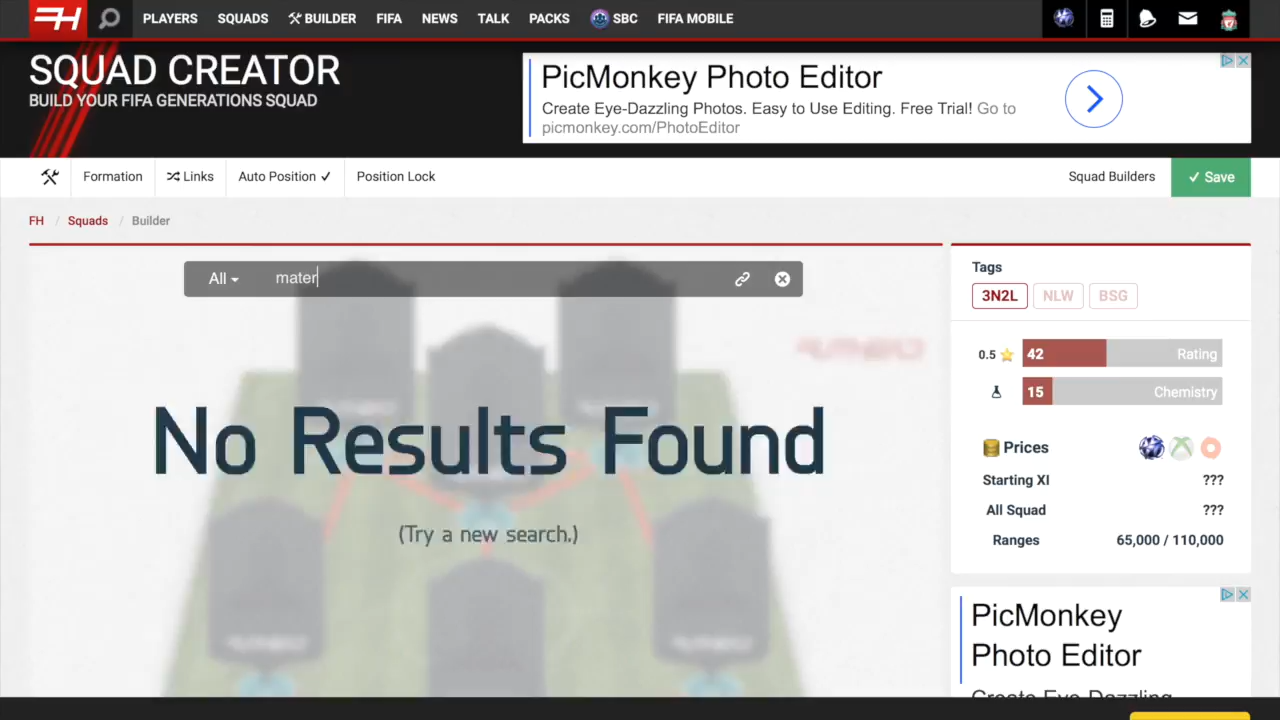 FH
PLAYERS SQUADS BUILDER FIFA NEWS TALK PACKS SBC FIFA MOBILE
SQUAD CREATOR
BUILD YOUR FIFA GENERATIONS SQUAD
PicMonkey Photo Editor
Create Eye-Dazzling Photos. Easy to Use Editing. Free Trial! Go to
picmonkey.com/PhotoEditor
Formation Links Auto Position ✓ Position Lock Squad Builders ✓ Save
FH / Squads / Builder
All mater
No Results Found
(Try a new search.)
Tags
3N2L NLW BSG
0.5 42 Rating
15 Chemistry
Prices
Starting XI ???
All Squad ???
Ranges 65,000 / 110,000
PicMonkey
Photo Editor
Create Eye-Dazzling